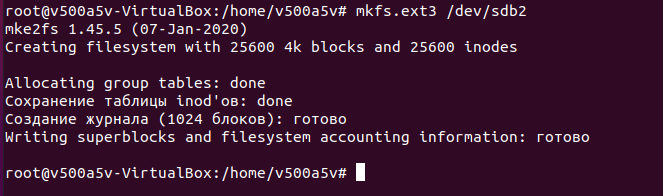 root@v500a5v-VirtualBox:/home/v500a5v# mkfs.ext3 /dev/sdb2
mke2fs 1.45.5 (07-Jan-2020)
Creating filesystem with 25600 4k blocks and 25600 inodes
Allocating group tables: done
Сохранение таблицы inod'ов: done
Создание журнала (1024 блоков): готово
Writing superblocks and filesystem accounting information: готово
root@v500a5v-VirtualBox:/home/v500a5v#